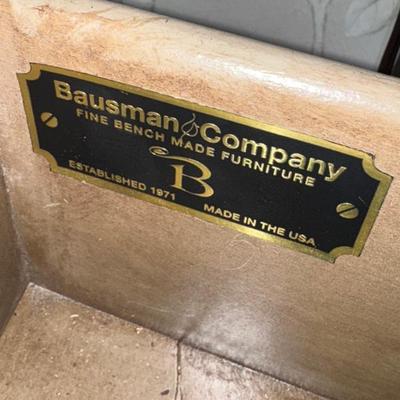 Bausman & Company
FINE BENCH MADE FURNITURE
B
ESTABLISHED 1971
MADE IN THE USA